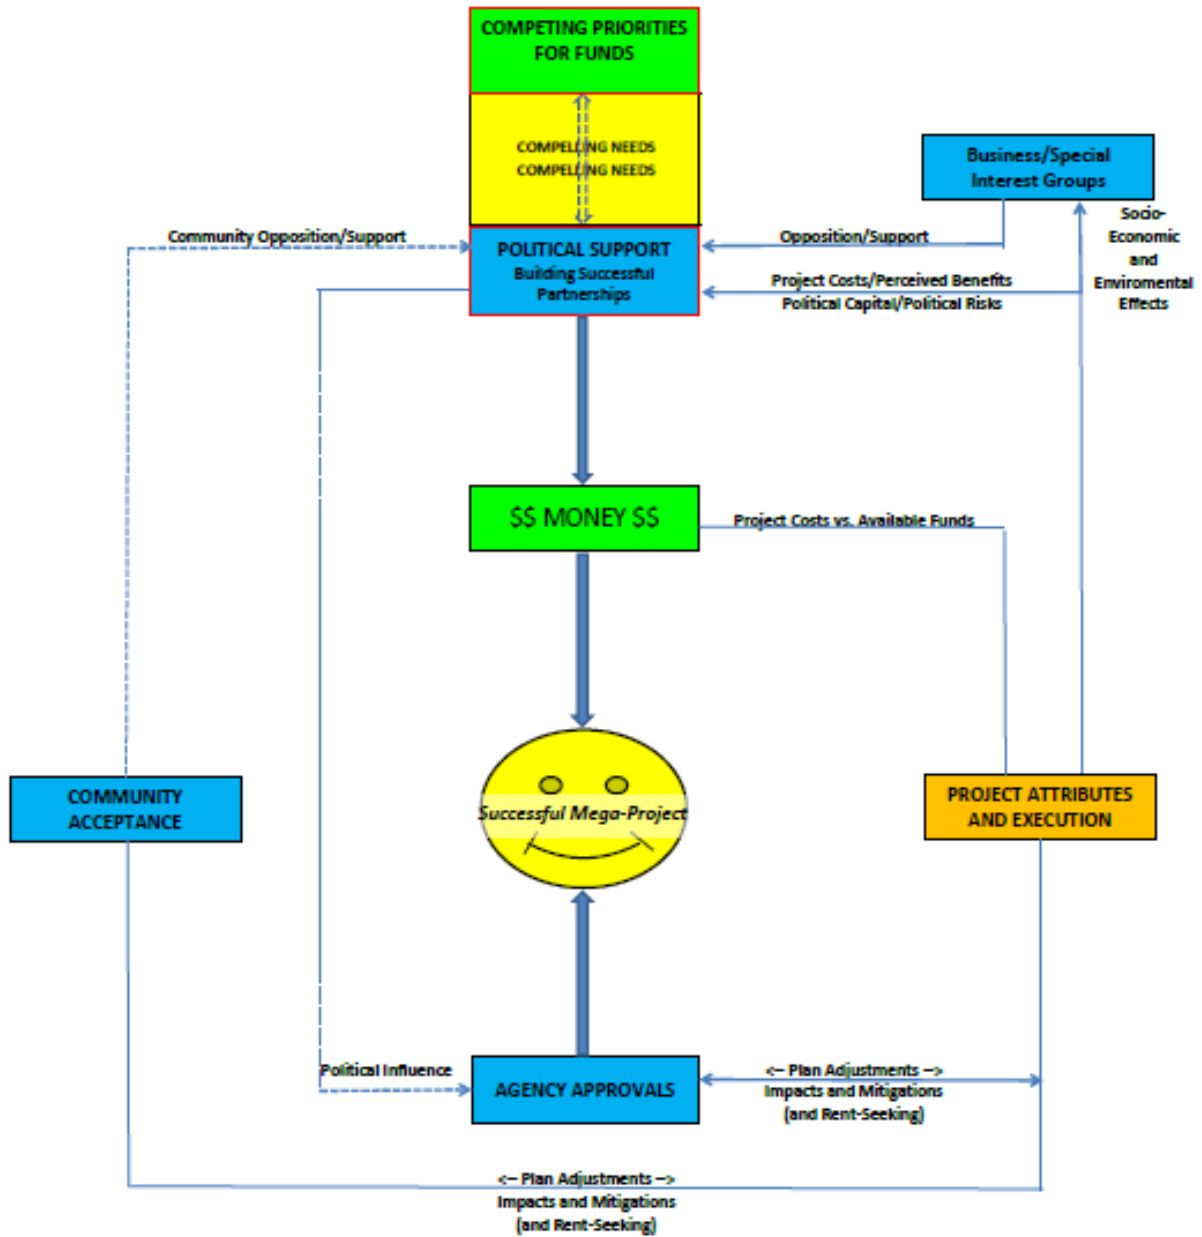 COMPETING PRIORITIES
FOR FUNDS
COMPELLING NEEDS
COMPELLING NEEDS
Business/Special
Interest Groups
Socio-
Economic
and
Enviromental
Effects
Community Opposition/Support
POLITICAL SUPPORT
Building Successful
Partnerships
Opposition/Support
Project Costs/Perceived Benefits
Political Capital/Political Risks
$$ MONEY $$
Project Costs vs. Available Funds
COMMUNITY
ACCEPTANCE
Successful Mega-Project
PROJECT ATTRIBUTES
AND EXECUTION
Political Influence
AGENCY APPROVALS
<-- Plan Adjustments -->
Impacts and Mitigations
(and Rent-Seeking)
<-- Plan Adjustments -->
Impacts and Mitigations
(and Rent-Seeking)